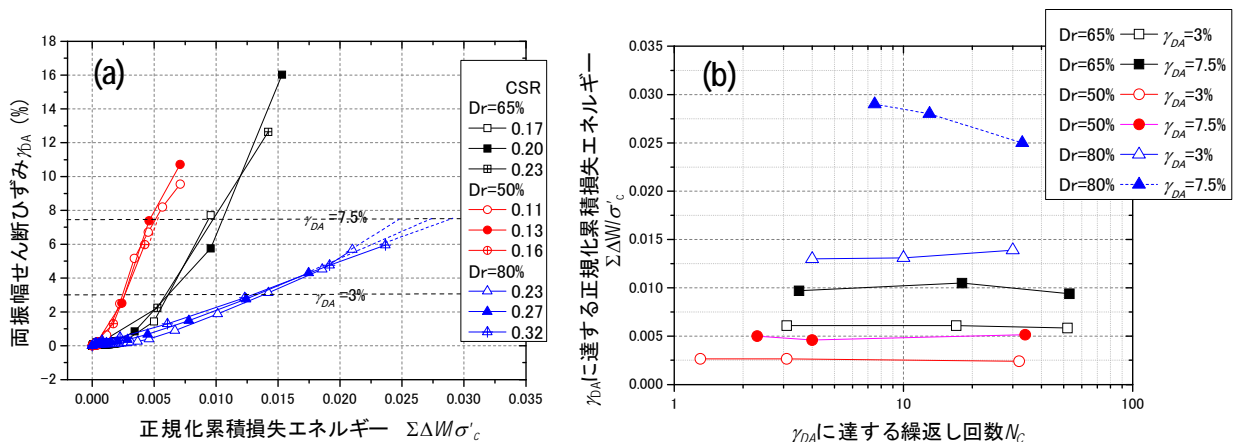 (a)
両振幅せん断ひずみγDA (%)
18
16
14
12
10
8
6
4
2
0
−2
γDA=7.5%
γDA=3%
0.000 0.005 0.010 0.015 0.020 0.025 0.030 0.035
正規化累積損失エネルギー ΣΔW/σ'c
CSR
Dr=65%
0.17
0.20
0.23
Dr=50%
0.11
0.13
0.16
Dr=80%
0.23
0.27
0.32
(b)
γDAに達する正規化累積損失エネルギー
ΣΔW/σ'c
0.035
0.030
0.025
0.020
0.015
0.010
0.005
0.000
1 10 100
γDAに達する繰返し回数NC
Dr=65% γDA=3%
Dr=65% γDA=7.5%
Dr=50% γDA=3%
Dr=50% γDA=7.5%
Dr=80% γDA=3%
Dr=80% γDA=7.5%